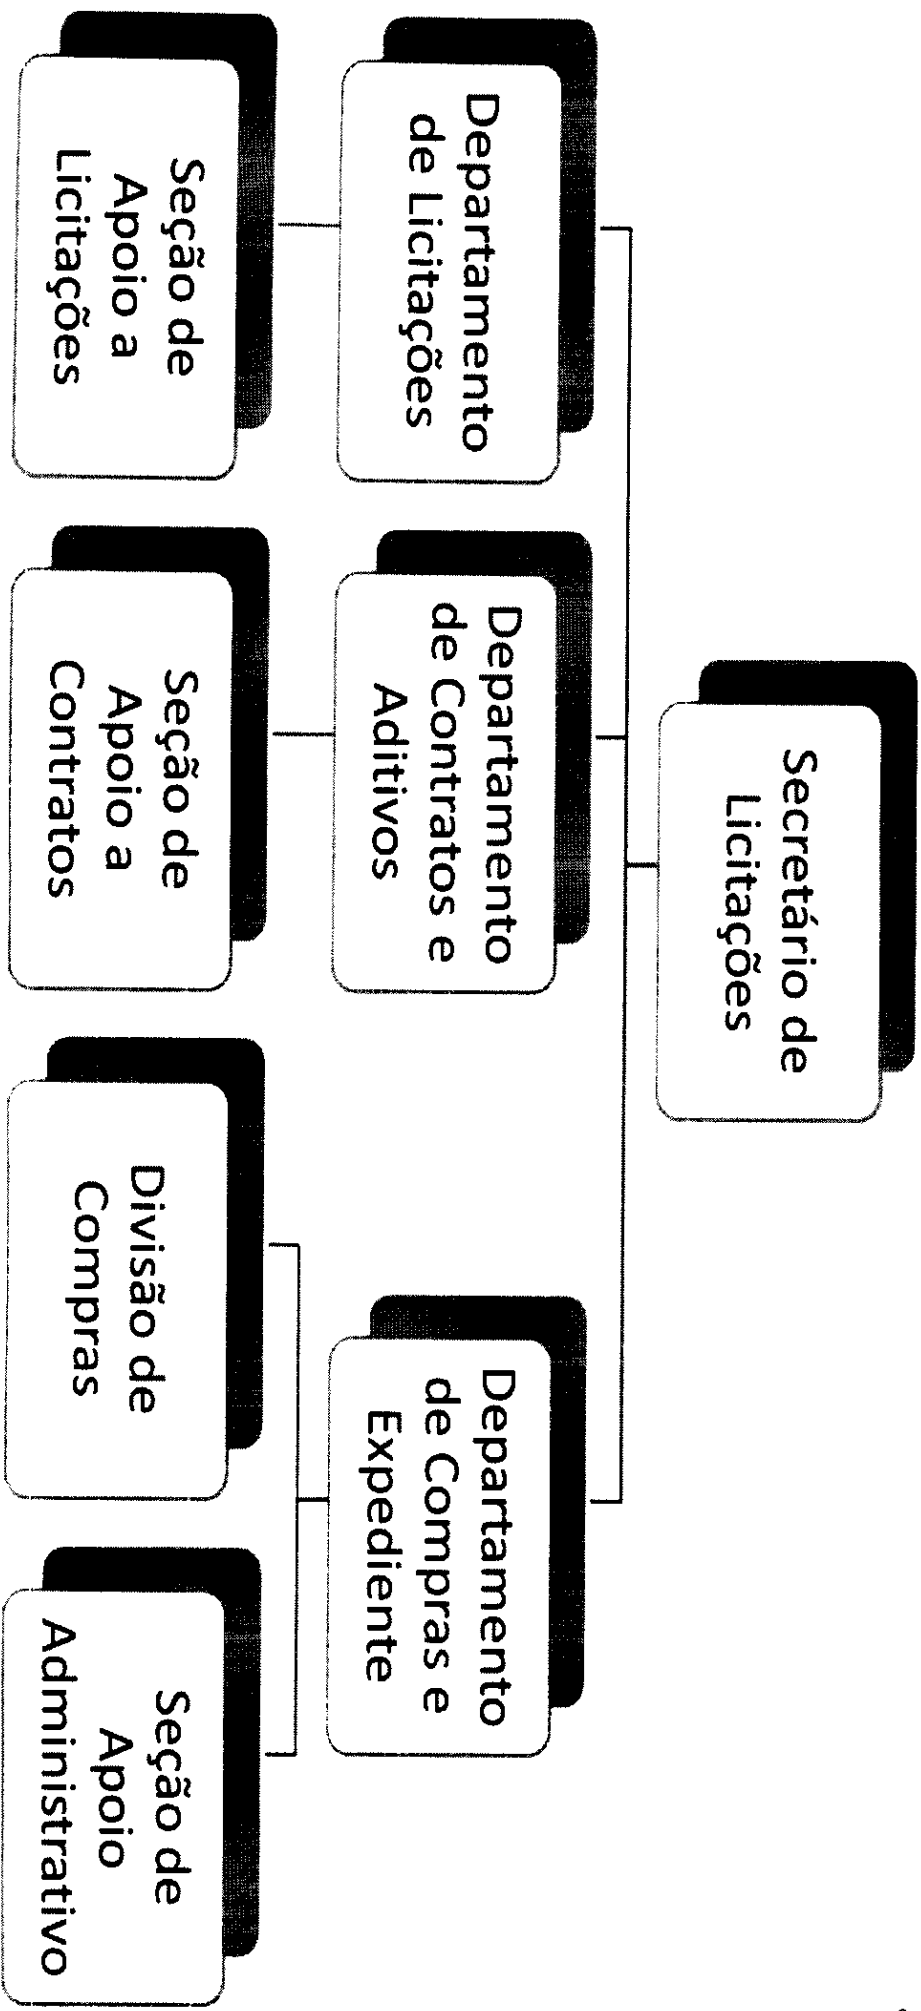 Secretário de
Licitações
Departamento
de Licitações
Departamento
de Contratos e
Aditivos
Departamento
de Compras e
Expediente
Seção de
Apoio a
Licitações
Seção de
Apoio a
Contratos
Divisão de
Compras
Seção de
Apoio
Administrativo